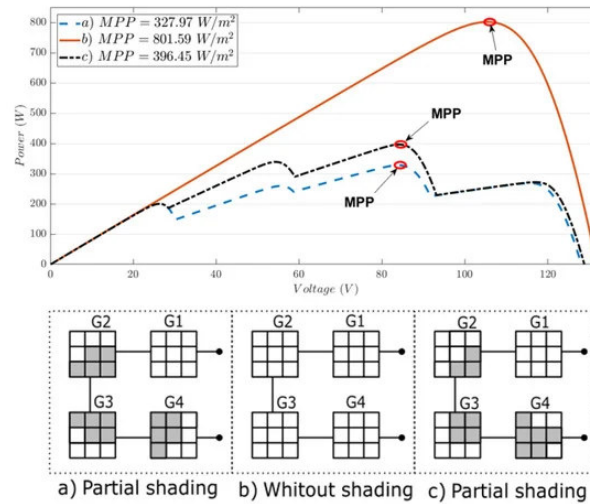 a) MPP = 327.97 W/m²
b) MPP = 801.59 W/m²
c) MPP = 396.45 W/m²
800
700
600
500
400
300
200
100
0
Power (W)
MPP
MPP
MPP
0 20 40 60 80 100 120
Voltage (V)
G2 G1 G2 G1 G2 G1
G3 G4 G3 G4 G3 G4
a) Partial shading b) Whitout shading c) Partial shading